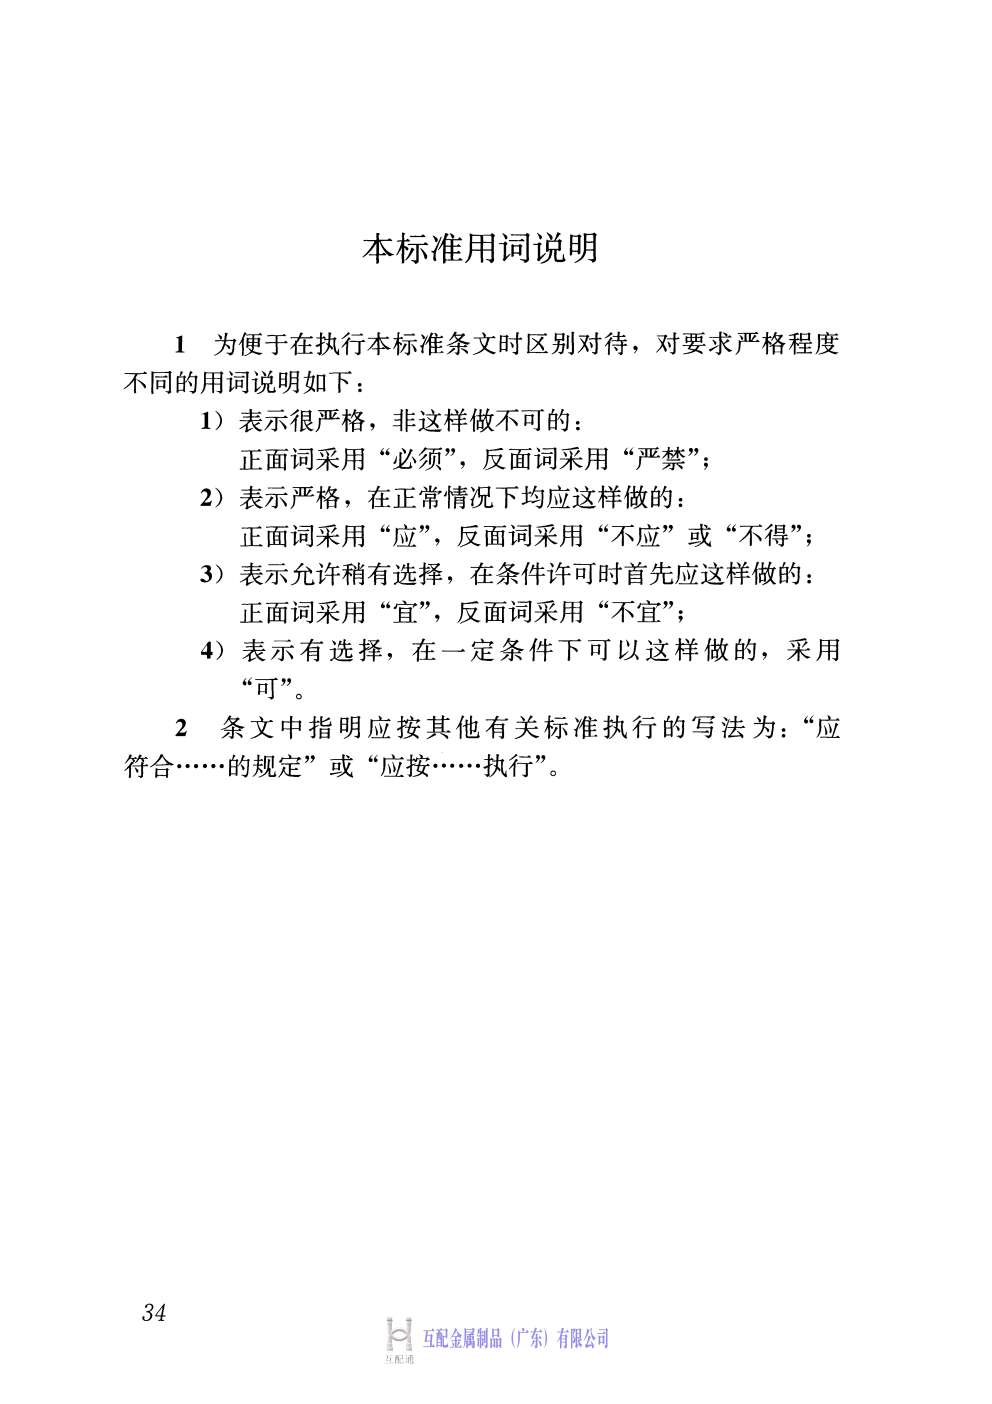 本标准用词说明
1 为便于在执行本标准条文时区别对待，对要求严格程度
不同的用词说明如下：
1）表示很严格，非这样做不可的：
正面词采用“必须”，反面词采用“严禁”；
2）表示严格，在正常情况下均应这样做的：
正面词采用“应”，反面词采用“不应”或“不得”；
3）表示允许稍有选择，在条件许可时首先应这样做的：
正面词采用“宜”，反面词采用“不宜”；
4）表示有选择，在一定条件下可以这样做的，采用
“可”。
2 条文中指明应按其他有关标准执行的写法为：“应
符合……的规定”或“应按……执行”。
34
互配金属制品（广东）有限公司
互配通